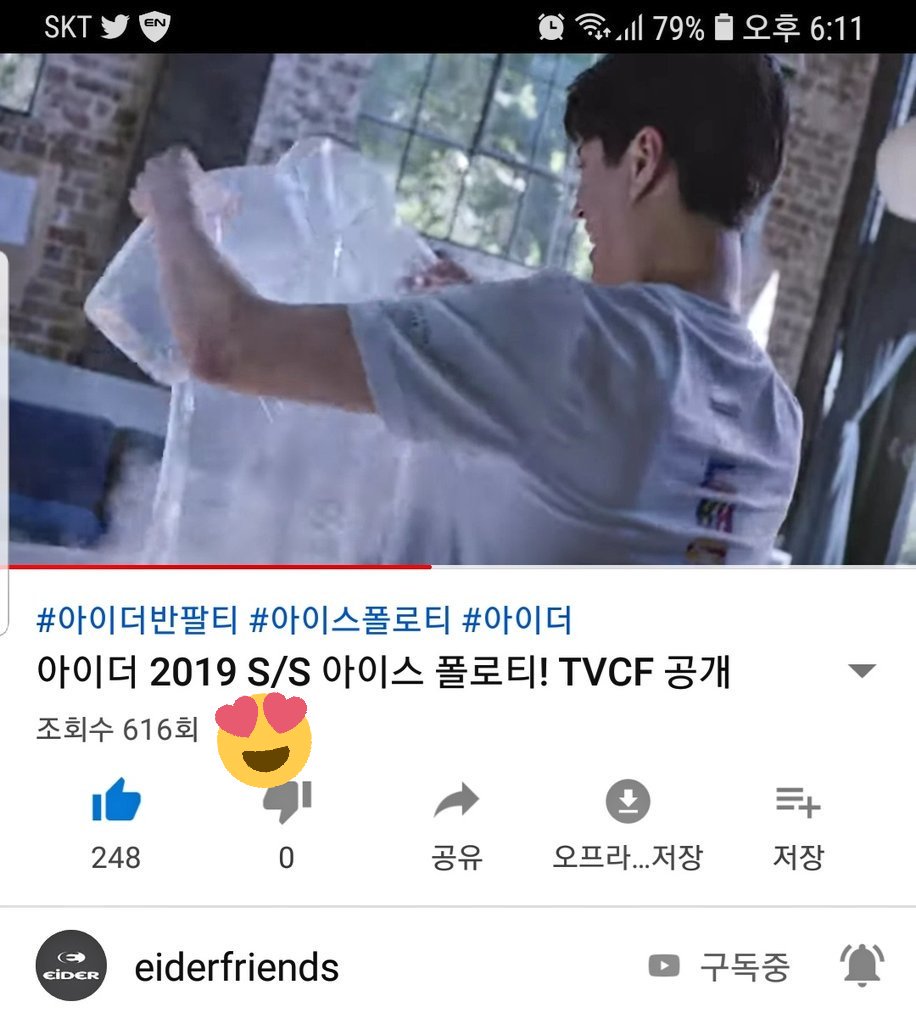 SKT EN 79% 오후 6:11
#아이더반팔티 #아이스폴로티 #아이더
아이더 2019 S/S 아이스 폴로티! TVCF 공개
조회수 616회
248 0 공유 오프라...저장 저장
EIDER eiderfriends 구독중